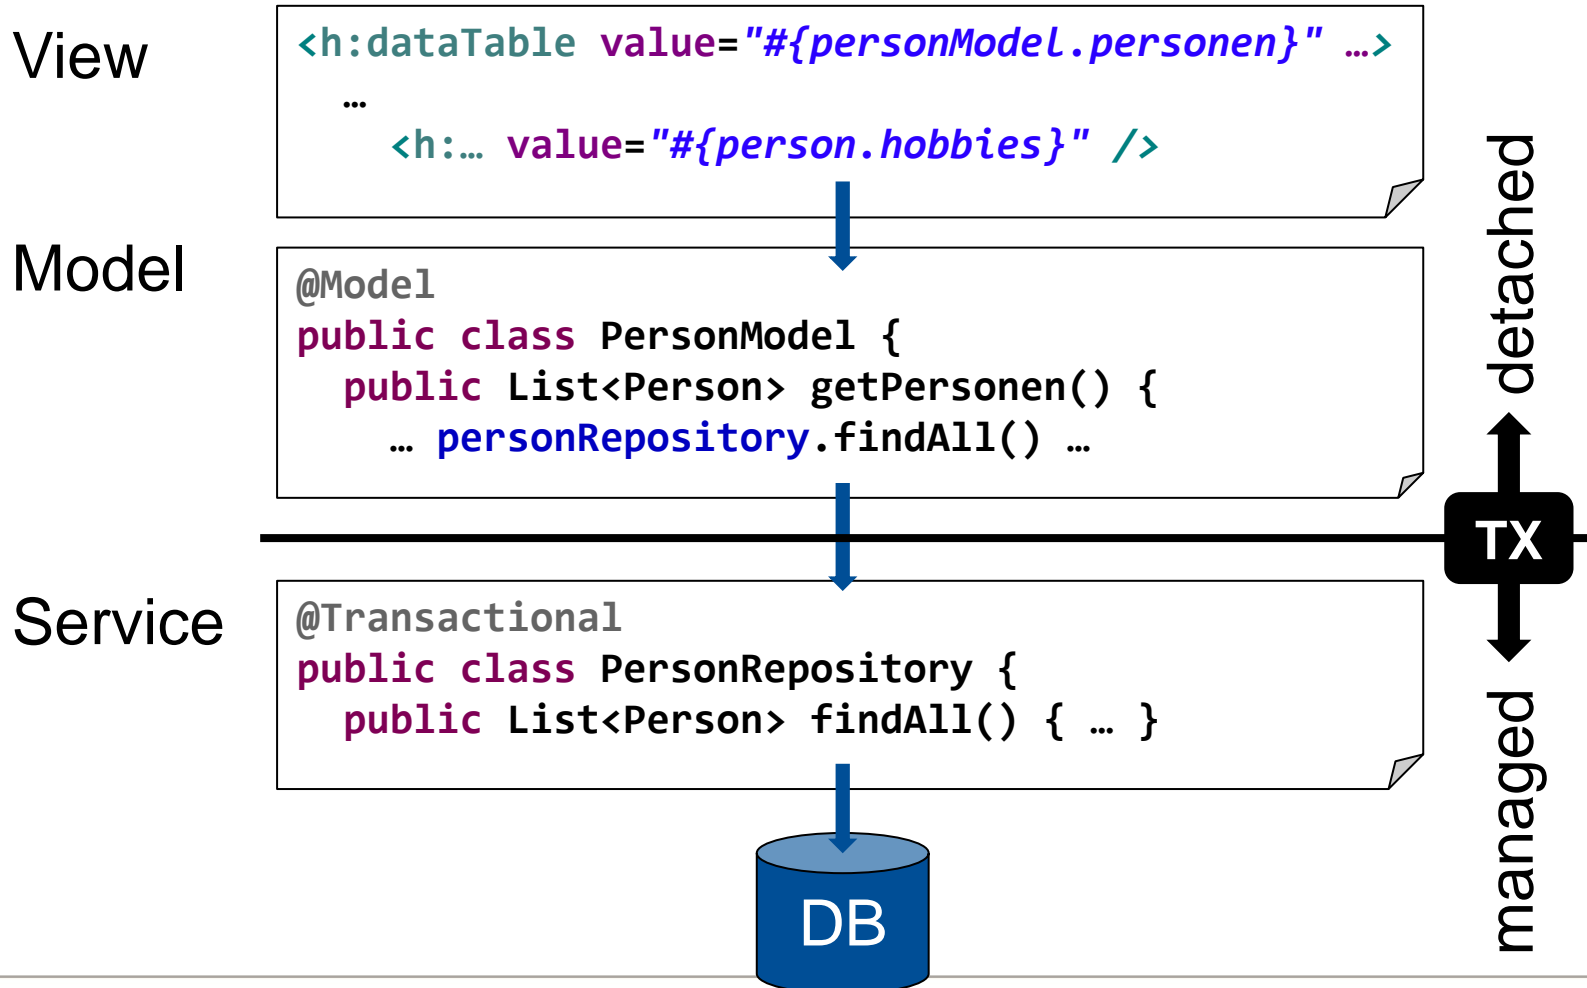 View
<h:dataTable value="#{personModel.personen}" …>
…
<h:… value="#{person.hobbies}" />
Model
@Model
public class PersonModel {
public List<Person> getPersonen() {
… personRepository.findAll() …
detached
TX
managed
Service
@Transactional
public class PersonRepository {
public List<Person> findAll() { … }
DB